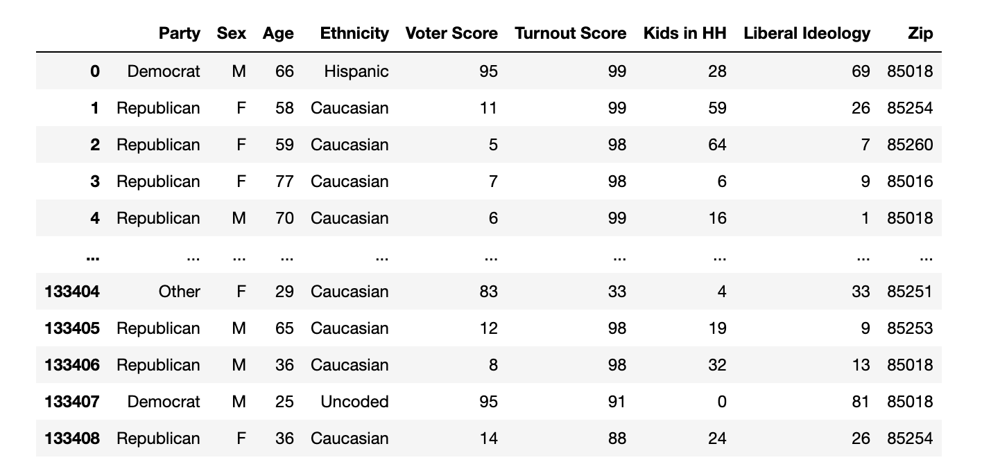 Party Sex Age Ethnicity Voter Score Turnout Score Kids in HH Liberal Ideology Zip
0 Democrat M 66 Hispanic 95 99 28 69 85018
1 Republican F 58 Caucasian 11 99 59 26 85254
2 Republican F 59 Caucasian 5 98 64 7 85260
3 Republican F 77 Caucasian 7 98 6 9 85016
4 Republican M 70 Caucasian 6 99 16 1 85018
... ... ... ... ... ... ... ... ... ...
133404 Other F 29 Caucasian 83 33 4 33 85251
133405 Republican M 65 Caucasian 12 98 19 9 85253
133406 Republican M 36 Caucasian 8 98 32 13 85018
133407 Democrat M 25 Uncoded 95 91 0 81 85018
133408 Republican F 36 Caucasian 14 88 24 26 85254